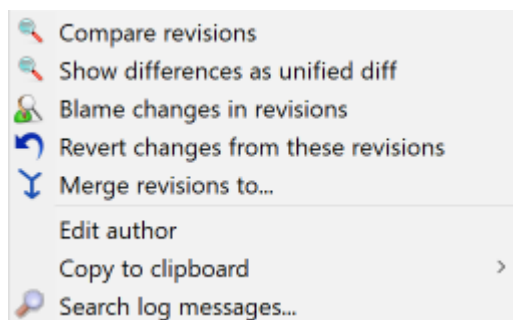 Compare revisions
Show differences as unified diff
Blame changes in revisions
Revert changes from these revisions
Merge revisions to...
Edit author
Copy to clipboard
Search log messages...